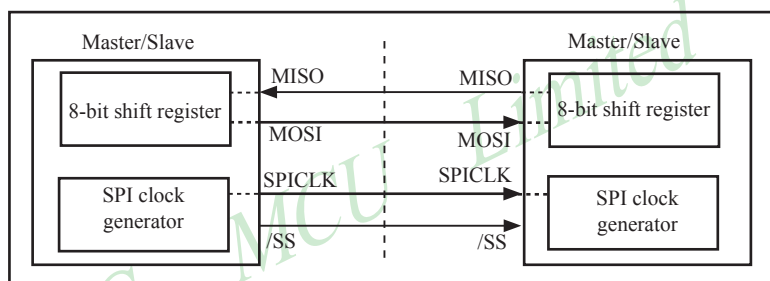 Master/Slave
Master/Slave
MISO
MISO
8-bit shift register
8-bit shift register
MOSI
MOSI
SPICLK
SPICLK
SPI clock
generator
SPI clock
generator
/SS
/SS
MCU Limited